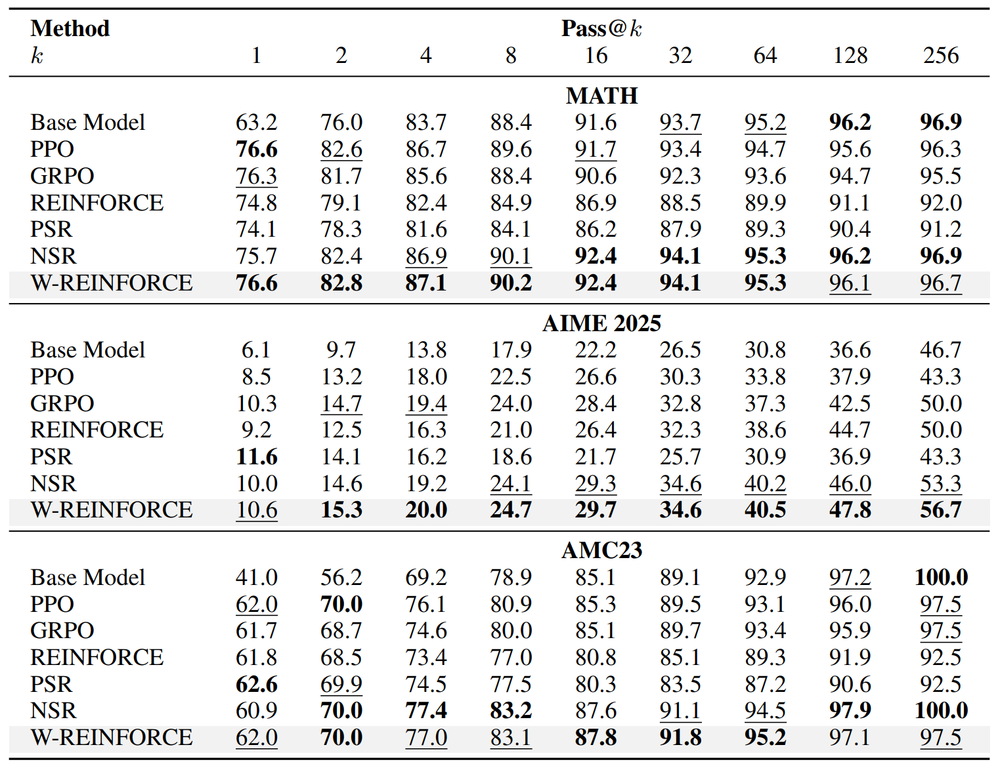 Method Pass@k
k 1 2 4 8 16 32 64 128 256
MATH
Base Model 63.2 76.0 83.7 88.4 91.6 93.7 95.2 96.2 96.9
PPO 76.6 82.6 86.7 89.6 91.7 93.4 94.7 95.6 96.3
GRPO 76.3 81.7 85.6 88.4 90.6 92.3 93.6 94.7 95.5
REINFORCE 74.8 79.1 82.4 84.9 86.9 88.5 89.9 91.1 92.0
PSR 74.1 78.3 81.6 84.1 86.2 87.9 89.3 90.4 91.2
NSR 75.7 82.4 86.9 90.1 92.4 94.1 95.3 96.2 96.9
W-REINFORCE 76.6 82.8 87.1 90.2 92.4 94.1 95.3 96.1 96.7
AIME 2025
Base Model 6.1 9.7 13.8 17.9 22.2 26.5 30.8 36.6 46.7
PPO 8.5 13.2 18.0 22.5 26.6 30.3 33.8 37.9 43.3
GRPO 10.3 14.7 19.4 24.0 28.4 32.8 37.3 42.5 50.0
REINFORCE 9.2 12.5 16.3 21.0 26.4 32.3 38.6 44.7 50.0
PSR 11.6 14.1 16.2 18.6 21.7 25.7 30.9 36.9 43.3
NSR 10.0 14.6 19.2 24.1 29.3 34.6 40.2 46.0 53.3
W-REINFORCE 10.6 15.3 20.0 24.7 29.7 34.6 40.5 47.8 56.7
AMC23
Base Model 41.0 56.2 69.2 78.9 85.1 89.1 92.9 97.2 100.0
PPO 62.0 70.0 76.1 80.9 85.3 89.5 93.1 96.0 97.5
GRPO 61.7 68.7 74.6 80.0 85.1 89.7 93.4 95.9 97.5
REINFORCE 61.8 68.5 73.4 77.0 80.8 85.1 89.3 91.9 92.5
PSR 62.6 69.9 74.5 77.5 80.3 83.5 87.2 90.6 92.5
NSR 60.9 70.0 77.4 83.2 87.6 91.1 94.5 97.9 100.0
W-REINFORCE 62.0 70.0 77.0 83.1 87.8 91.8 95.2 97.1 97.5